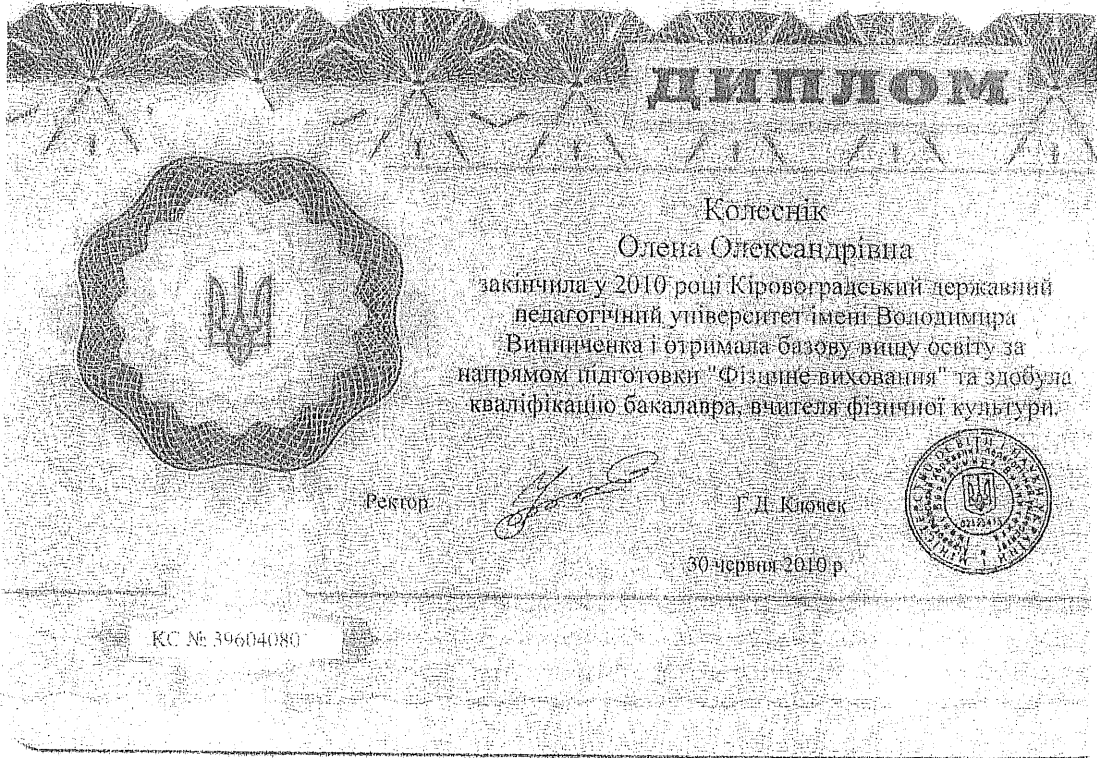 ДИПЛОМ
Колеснік
Олена Олександрівна
закінчила у 2010 році Кіровоградський державний
педагогічний університет імені Володимира
Винниченка і отримала базову вищу освіту за
напрямом підготовки "Фізичне виховання" та здобула
кваліфікацію бакалавра, вчителя фізичної культури.
Ректор
Г.Д. Клочек
30 червня 2010 р.
КС № 39604080